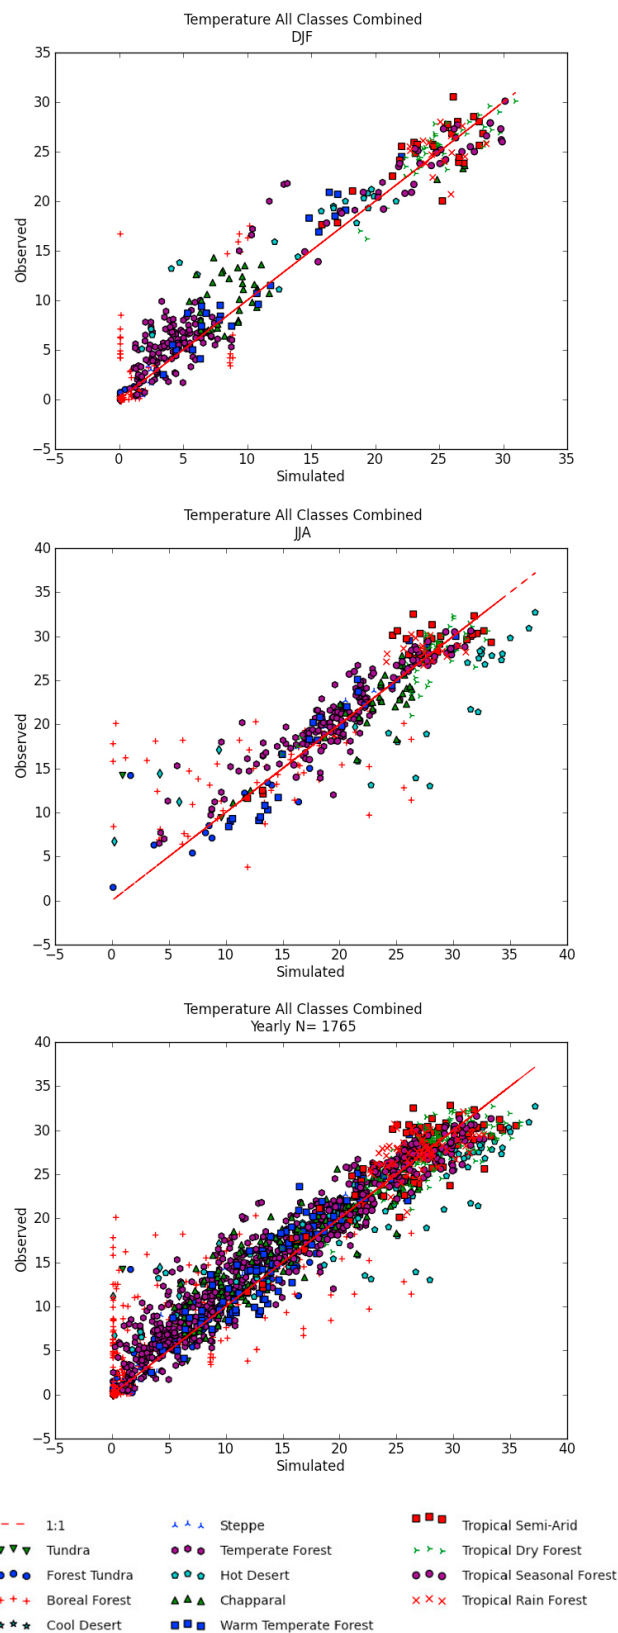 Temperature All Classes Combined
DJF
35
30
25
20
15
10
5
0
−5
Observed
−5 0 5 10 15 20 25 30 35
Simulated
Temperature All Classes Combined
JJA
40
35
30
25
20
15
10
5
0
−5
Observed
−5 0 5 10 15 20 25 30 35 40
Simulated
Temperature All Classes Combined
Yearly N= 1765
40
35
30
25
20
15
10
5
0
−5
Observed
−5 0 5 10 15 20 25 30 35 40
Simulated
1:1 Steppe Tropical Semi-Arid
Tundra Temperate Forest Tropical Dry Forest
Forest Tundra Hot Desert Tropical Seasonal Forest
Boreal Forest Chapparal Tropical Rain Forest
Cool Desert Warm Temperate Forest